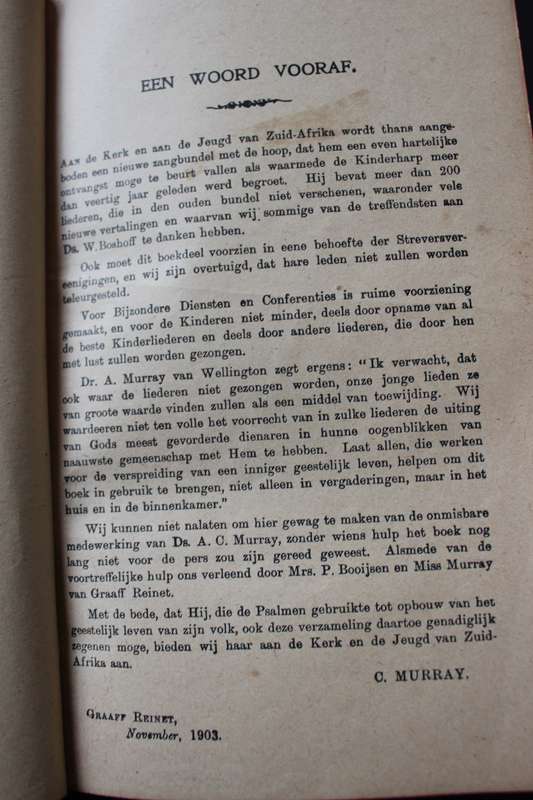 EEN WOORD VOORAF.
AAN de Kerk en aan de Jeugd van Zuid-Afrika wordt thans aange-
boden een nieuwe zangbundel met de hoop, dat hem een even hartelijke
ontvangst moge te beurt vallen als waarmede de Kinderharp meer
dan veertig jaar geleden werd begroet. Hij bevat meer dan 200
liederen, die in den ouden bundel niet verschenen, waaronder vele
nieuwe vertalingen en waarvan wij sommige van de treffendsten aan
Ds. W. Boshoff te danken hebben.
Ook moet dit boekdeel voorzien in eene behoefte der Streversver-
eenigingen, en wij zijn overtuigd, dat hare leden niet zullen worden
teleurgesteld.
Voor Bijzondere Diensten en Conferenties is ruime voorziening
gemaakt, en voor de Kinderen niet minder, deels door opname van al
de beste Kinderliederen en deels door andere liederen, die door hen
met lust zullen worden gezongen.
Dr. A. Murray van Wellington zegt ergens: "Ik verwacht, dat
ook waar de liederen niet gezongen worden, onze jonge lieden ze
van groote waarde vinden zullen als een middel van toewijding. Wij
waardeeren niet ten volle het voorrecht van in zulke liederen de uiting
van Gods meest gevorderde dienaren in hunne oogenblikken van
naauwste gemeenschap met Hem te hebben. Laat allen, die werken
voor de verspreiding van een inniger geestelijk leven, helpen om dit
boek in gebruik te brengen, niet alleen in vergaderingen, maar in het
huis en in de binnenkamer."
Wij kunnen niet nalaten om hier gewag te maken van de onmisbare
medewerking van Ds. A. C. Murray, zonder wiens hulp het boek nog
lang niet voor de pers zou zijn gereed geweest. Alsmede van de
voortreffelijke hulp ons verleend door Mrs. P. Booijsen en Miss Murray
van Graaff Reinet.
Met de bede, dat Hij, die de Psalmen gebruikte tot opbouw van het
geestelijk leven van zijn volk, ook deze verzameling daartoe genadiglijk
zegenen moge, bieden wij haar aan de Kerk en de Jeugd van Zuid-
Afrika aan.
C. MURRAY.
GRAAFF REINET,
November, 1903.